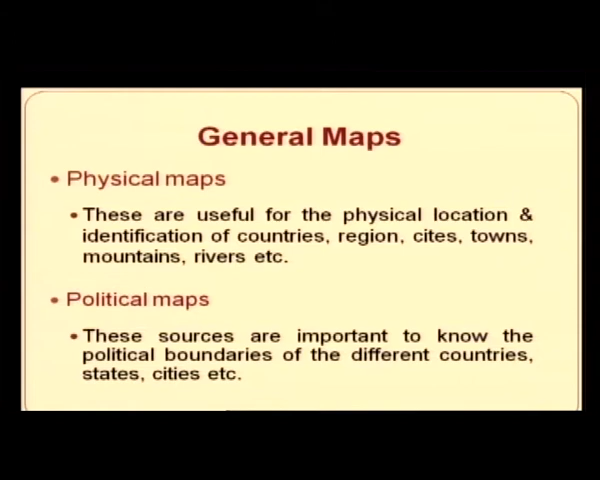 General Maps
• Physical maps
• These are useful for the physical location &
identification of countries, region, cites, towns,
mountains, rivers etc.
• Political maps
• These sources are important to know the
political boundaries of the different countries,
states, cities etc.